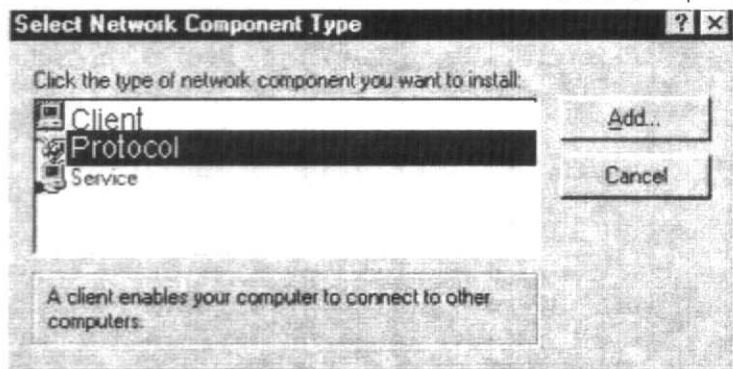 Select Network Component Type
Click the type of network component you want to install:
Client
Protocol
Service
Add...
Cancel
A client enables your computer to connect to other
computers.